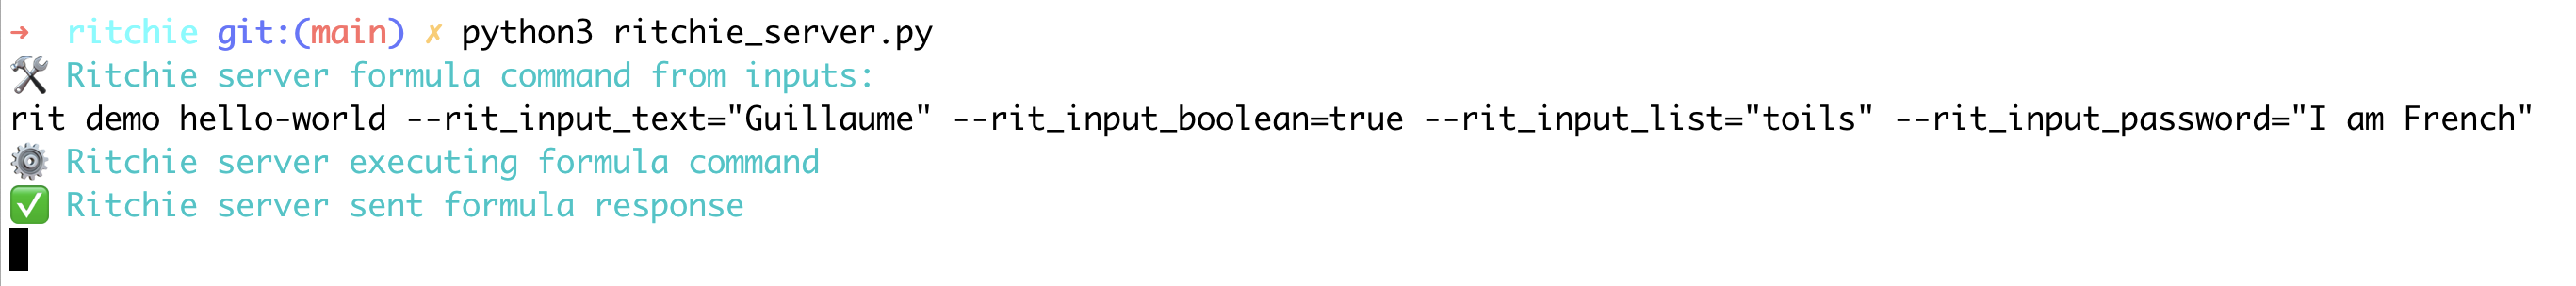 ➜ ritchie git:(main) ✗ python3 ritchie_server.py
🛠 Ritchie server formula command from inputs:
rit demo hello-world --rit_input_text="Guillaume" --rit_input_boolean=true --rit_input_list="toils" --rit_input_password="I am French"
⚙️ Ritchie server executing formula command
✅ Ritchie server sent formula response